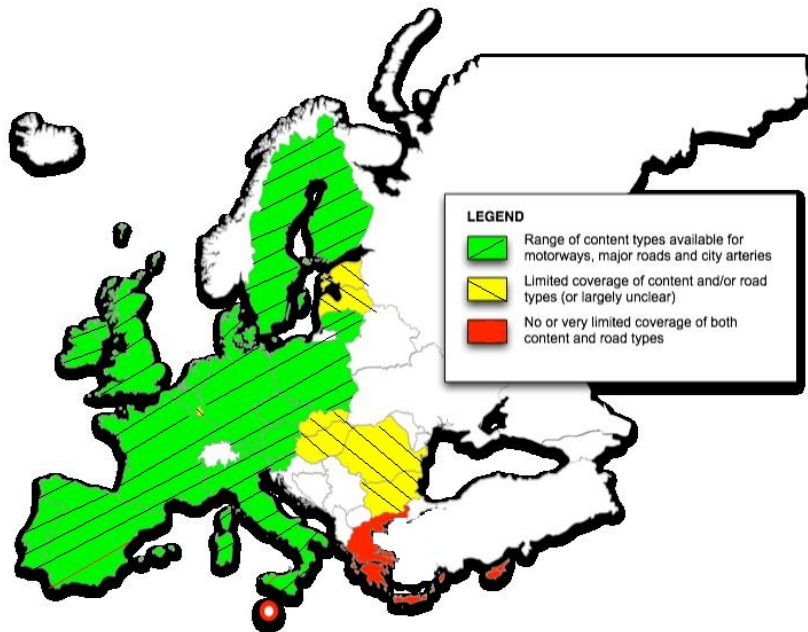 LEGEND
Range of content types available for
motorways, major roads and city arteries
Limited coverage of content and/or road
types (or largely unclear)
No or very limited coverage of both
content and road types